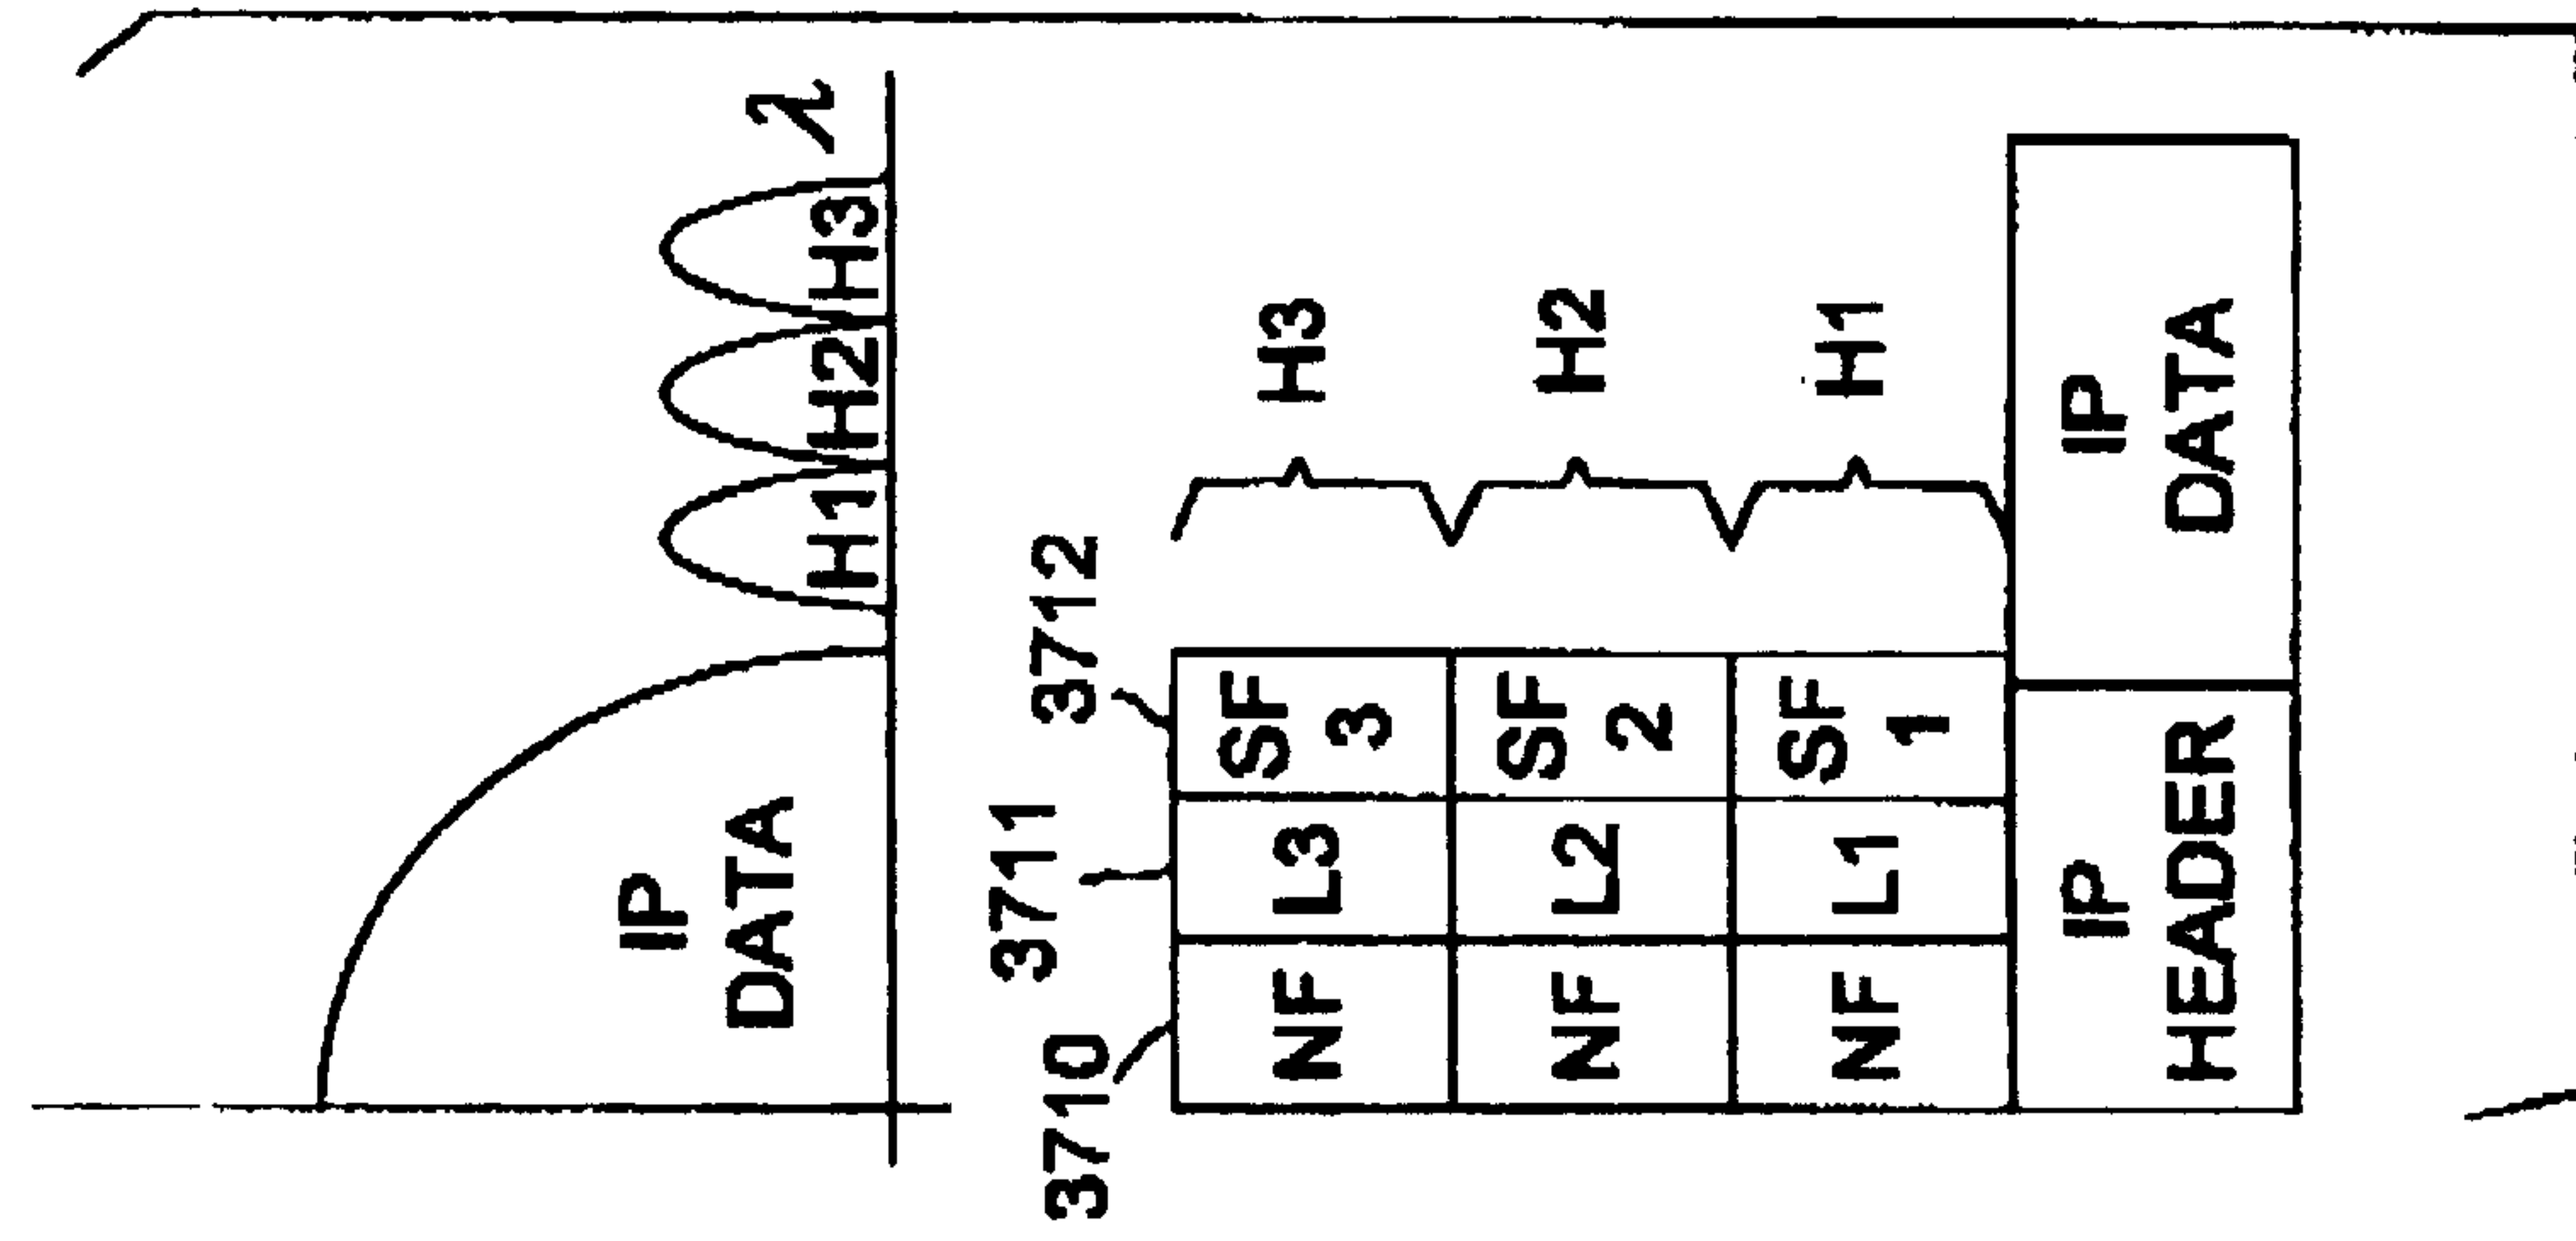 IP
DATA
H1
H2
H3
λ
3710
3711
3712
NF
L3
SF
3
H3
NF
L2
SF
2
H2
NF
L1
SF
1
H1
IP
HEADER
IP
DATA